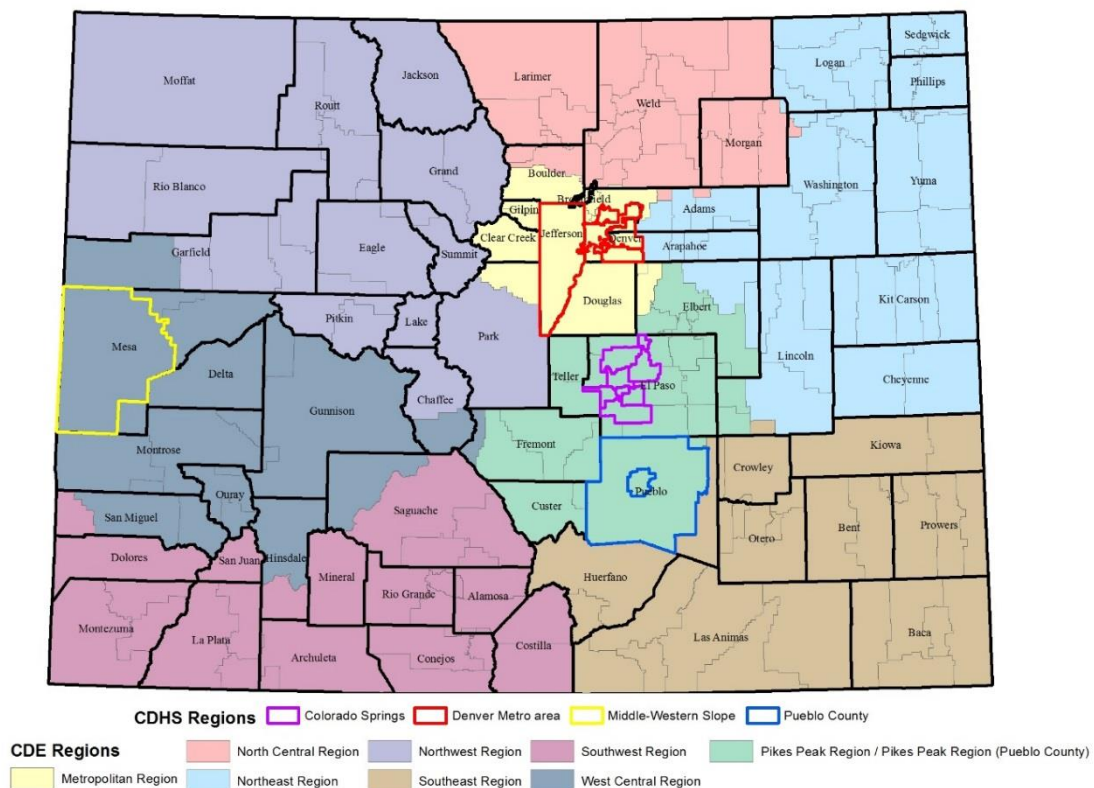 Sedgwick
Logan
Jackson
Larimer
Moffat
Phillips
Weld
Routt
Morgan
Grand
Boulder
Yuma
Rio Blanco
Washington
Gilpin
Adams
Jefferson
Denver
Clear Creek
Arapahoe
Garfield
Eagle
Summit
Kit Carson
Douglas
Elbert
Pitkin
Lake
Park
Mesa
Lincoln
Delta
Teller
Cheyenne
El Paso
Chaffee
Gunnison
Fremont
Kiowa
Montrose
Crowley
Ouray
Pueblo
Custer
Saguache
San Miguel
Bent
Prowers
Otero
Dolores
San Juan
Hinsdale
Mineral
Huerfano
Rio Grande
Alamosa
Montezuma
La Plata
Las Animas
Baca
Costilla
Archuleta
Conejos
CDHS Regions Colorado Springs Denver Metro area Middle-Western Slope Pueblo County
CDE Regions North Central Region Northwest Region Southwest Region Pikes Peak Region / Pikes Peak Region (Pueblo County)
Metropolitan Region Northeast Region Southeast Region West Central Region